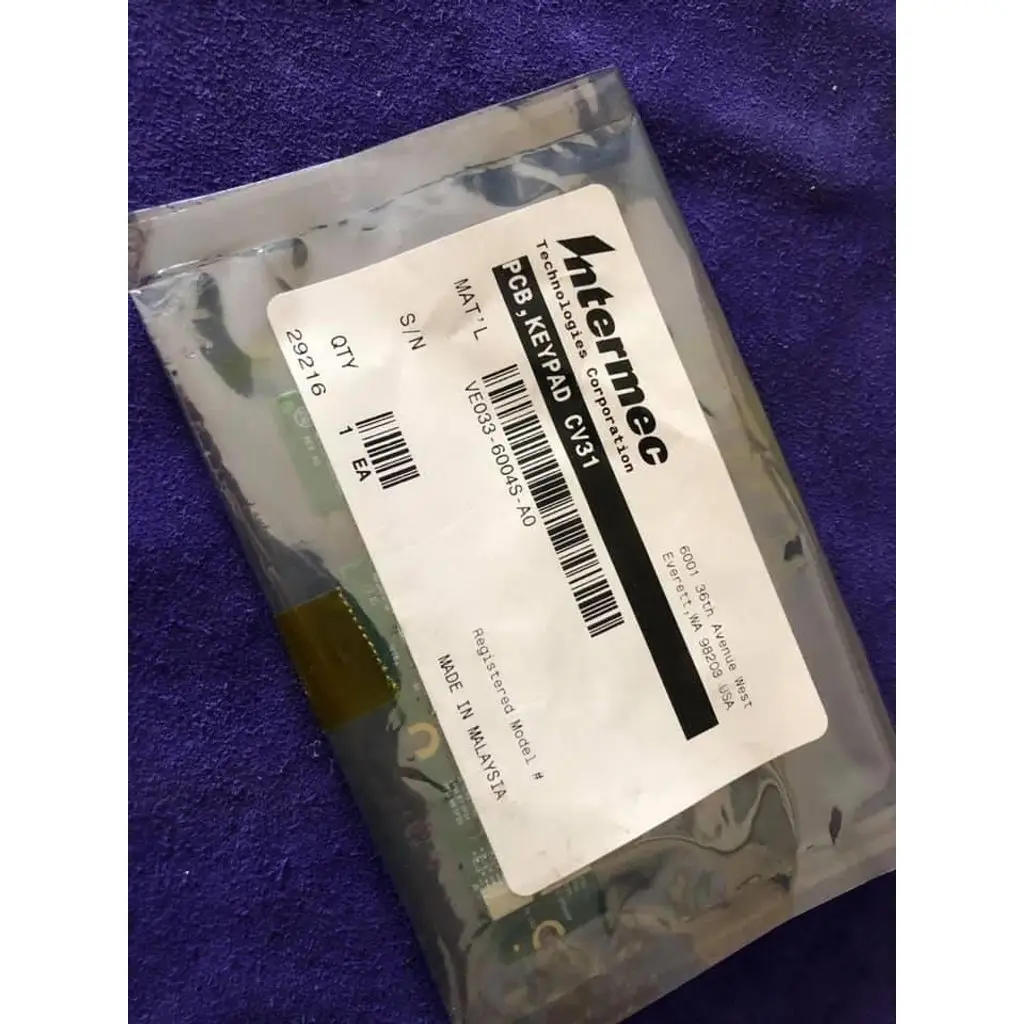 Intermec
Technologies Corporation
6001 36th Avenue West
Everett, WA 98203 USA
PCB, KEYPAD CV31
MAT'L
VE033-6004S-A0
S/N
QTY
1 EA
29216
Registered Model #
MADE IN MALAYSIA